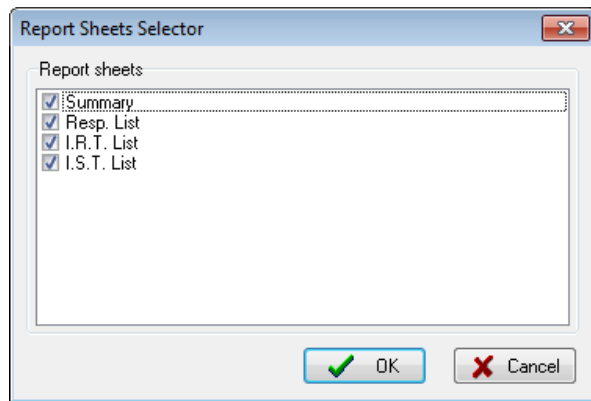 Report Sheets Selector
Report sheets
Summary
Resp. List
I.R.T. List
I.S.T. List
OK
Cancel